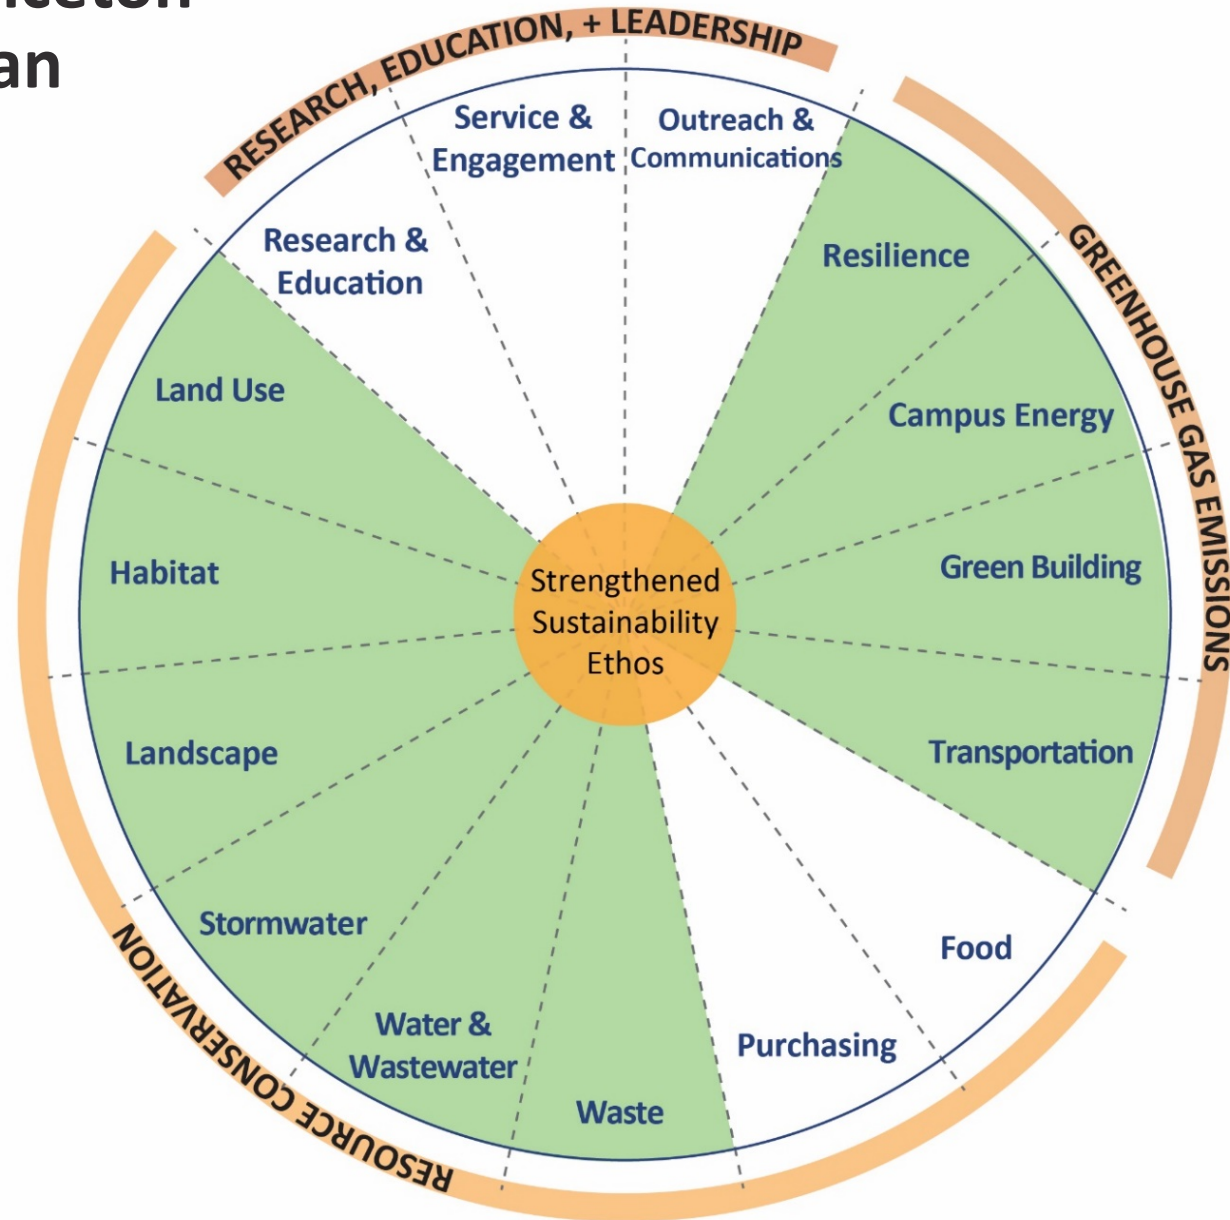 an
RESEARCH, EDUCATION, + LEADERSHIP
Service &
Engagement
Outreach &
Communications
Research &
Education
Resilience
GREENHOUSE GAS EMISSIONS
Land Use
Campus Energy
Habitat
Green Building
Strengthened
Sustainability
Ethos
Landscape
Transportation
Stormwater
Food
Water &
Wastewater
Purchasing
Waste
RESOURCE CONSERVATION